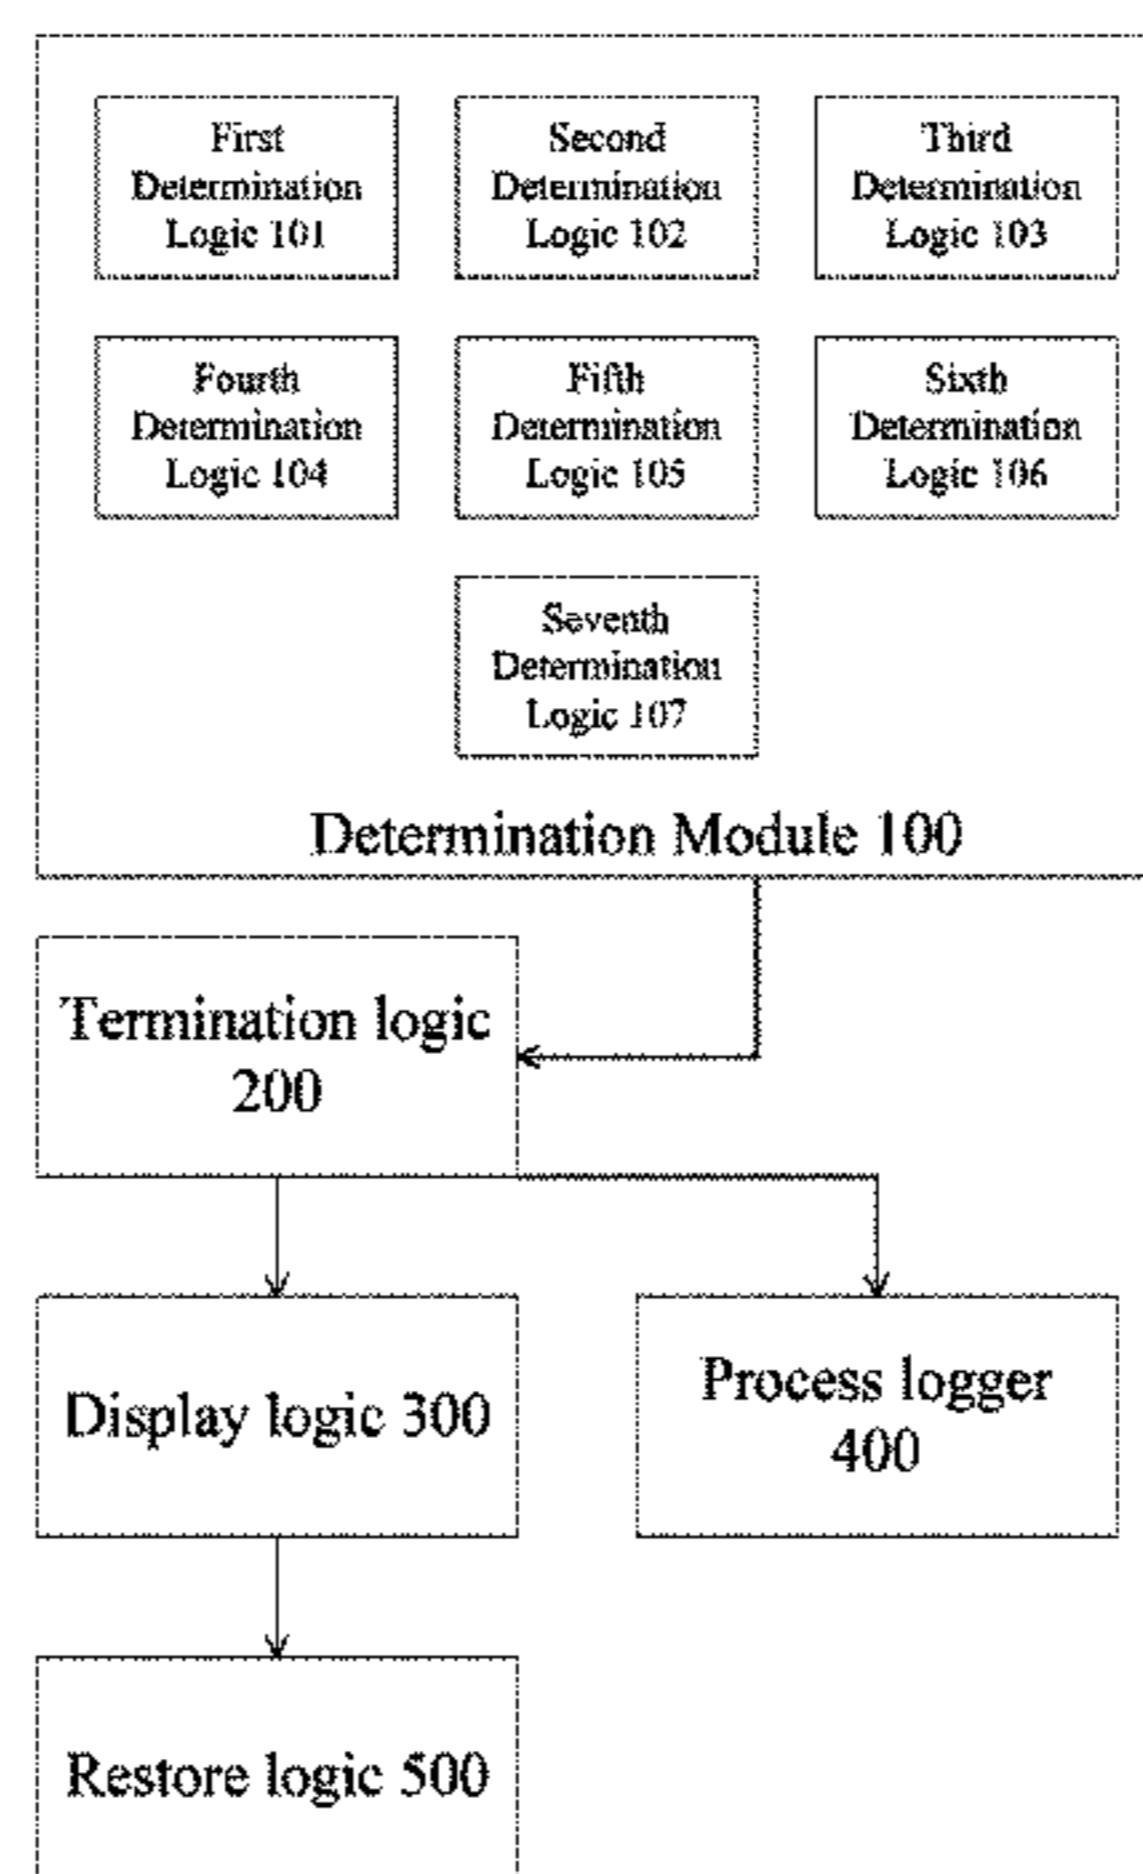 First
Determination
Logic 101
Second
Determination
Logic 102
Third
Determination
Logic 103
Fourth
Determination
Logic 104
Fifth
Determination
Logic 105
Sixth
Determination
Logic 106
Seventh
Determination
Logic 107
Determination Module 100
Termination logic
200
Display logic 300
Process logger
400
Restore logic 500